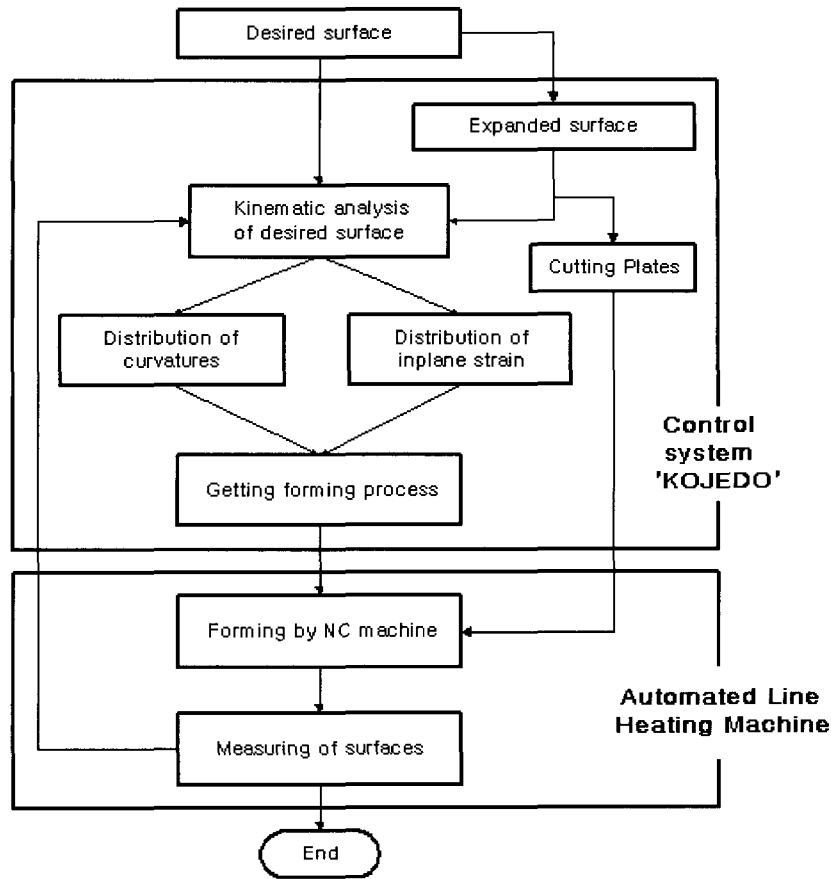 Desired surface
Expanded surface
Kinematic analysis
of desired surface
Cutting Plates
Distribution of
curvatures
Distribution of
inplane strain
Control
system
'KOJEDO'
Getting forming process
Forming by NC machine
Automated Line
Heating Machine
Measuring of surfaces
End